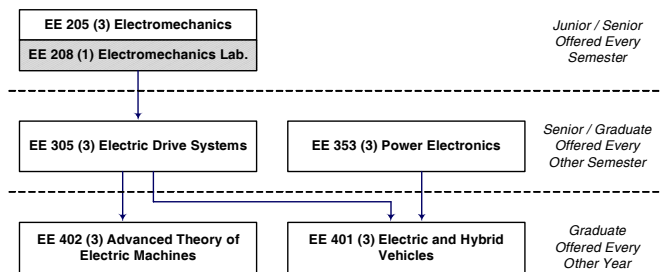 EE 205 (3) Electromechanics
EE 208 (1) Electromechanics Lab.
Junior / Senior
Offered Every
Semester
EE 305 (3) Electric Drive Systems
EE 353 (3) Power Electronics
Senior / Graduate
Offered Every
Other Semester
EE 402 (3) Advanced Theory of
Electric Machines
EE 401 (3) Electric and Hybrid
Vehicles
Graduate
Offered Every
Other Year